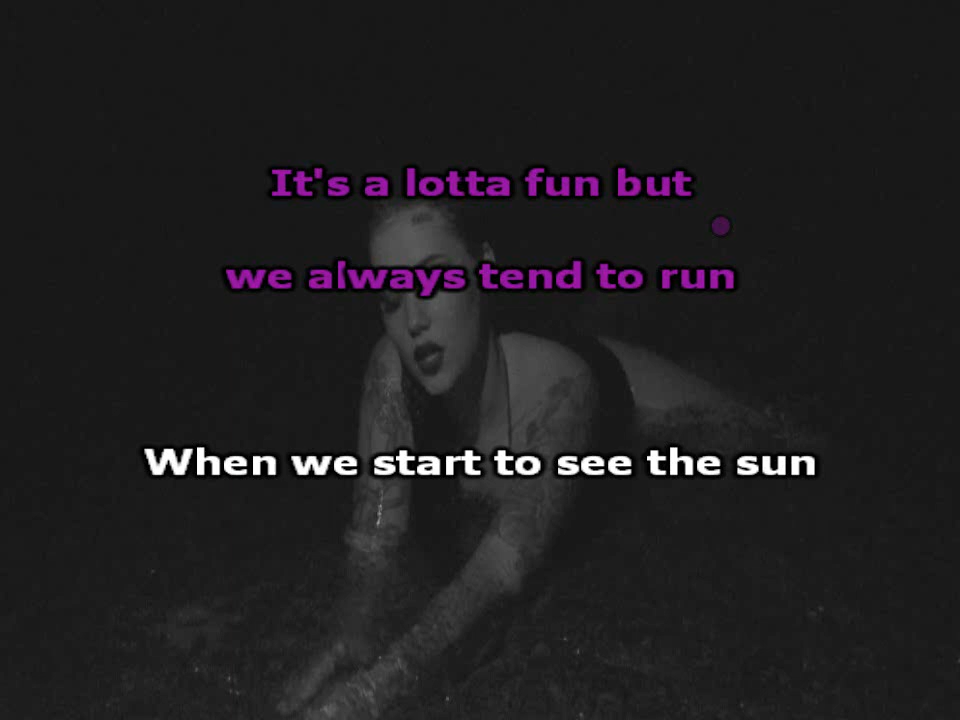 It's a lotta fun but
we always tend to run
When we start to see the sun